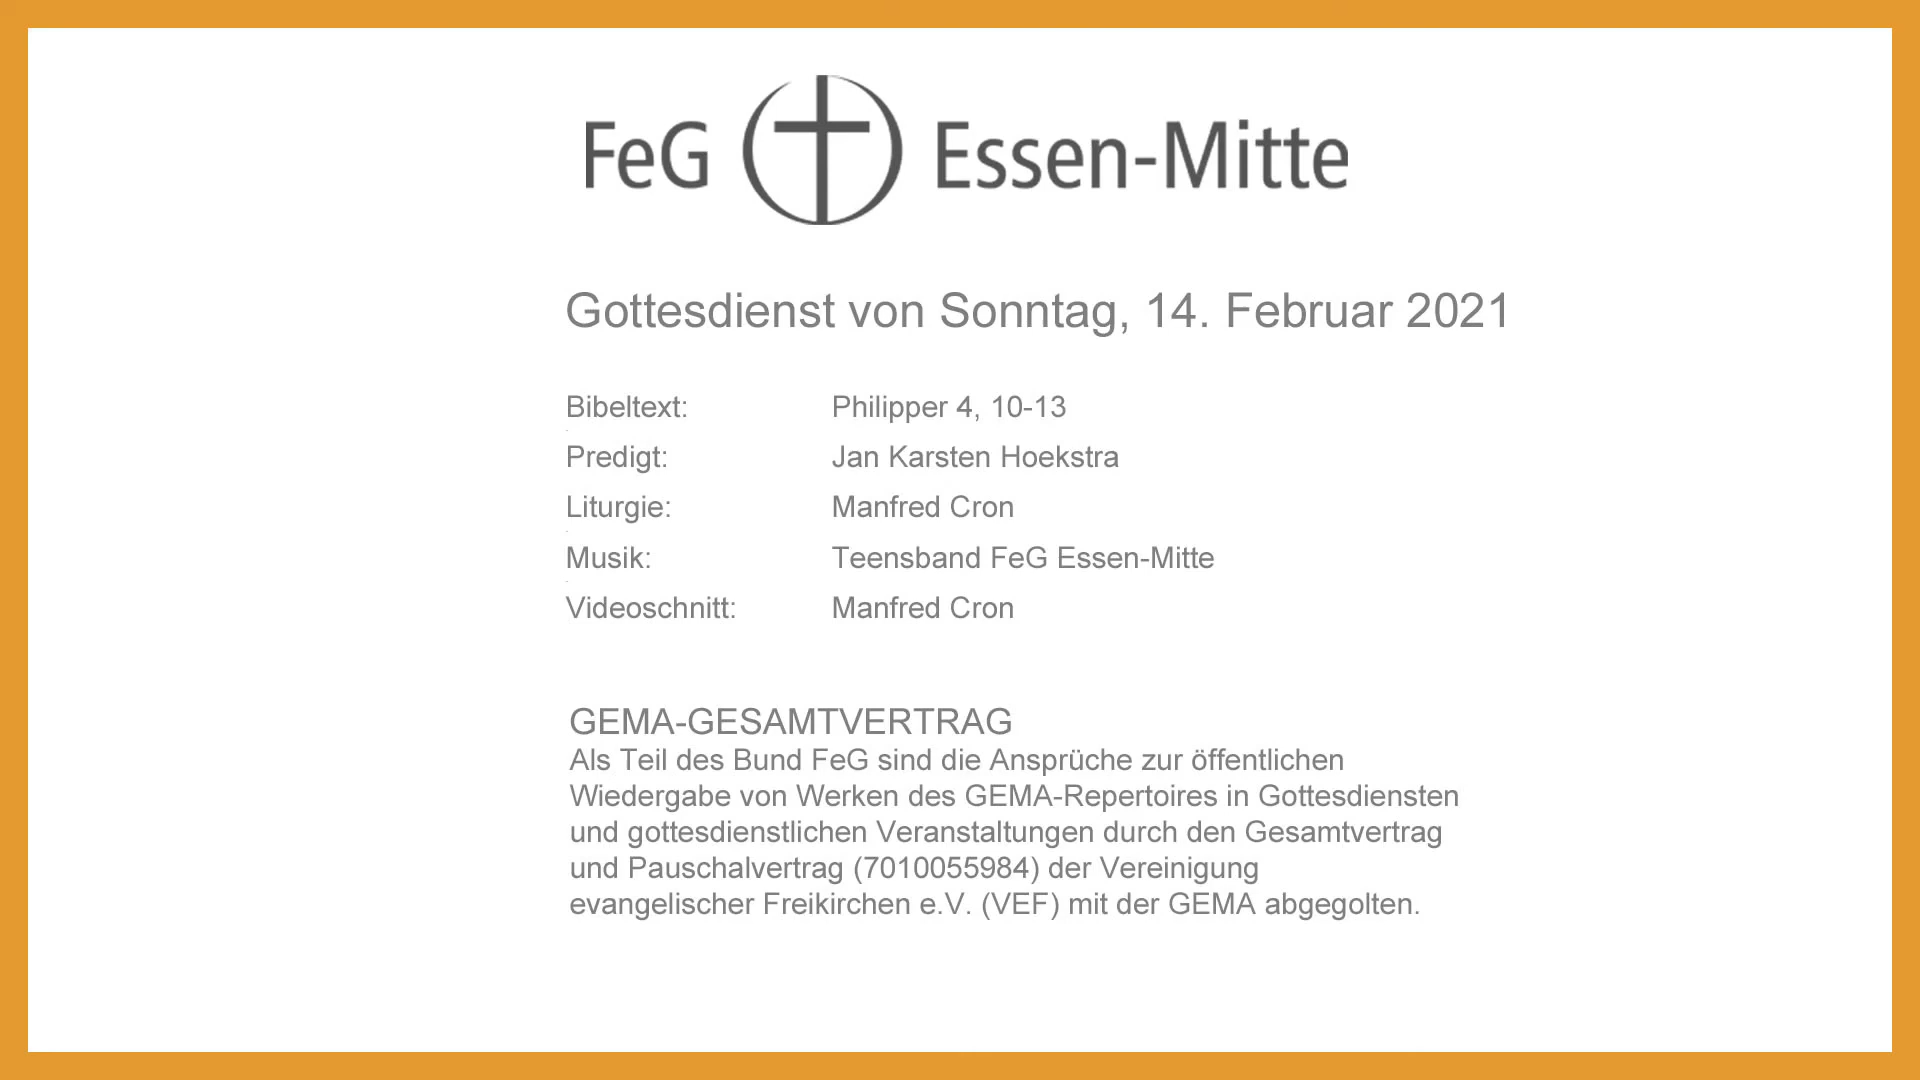 FeG Essen-Mitte
Gottesdienst von Sonntag, 14. Februar 2021
Bibeltext: Philipper 4, 10-13
Predigt: Jan Karsten Hoekstra
Liturgie: Manfred Cron
Musik: Teensband FeG Essen-Mitte
Videoschnitt: Manfred Cron
GEMA-GESAMTVERTRAG
Als Teil des Bund FeG sind die Ansprüche zur öffentlichen
Wiedergabe von Werken des GEMA-Repertoires in Gottesdiensten
und gottesdienstlichen Veranstaltungen durch den Gesamtvertrag
und Pauschalvertrag (7010055984) der Vereinigung
evangelischer Freikirchen e.V. (VEF) mit der GEMA abgegolten.